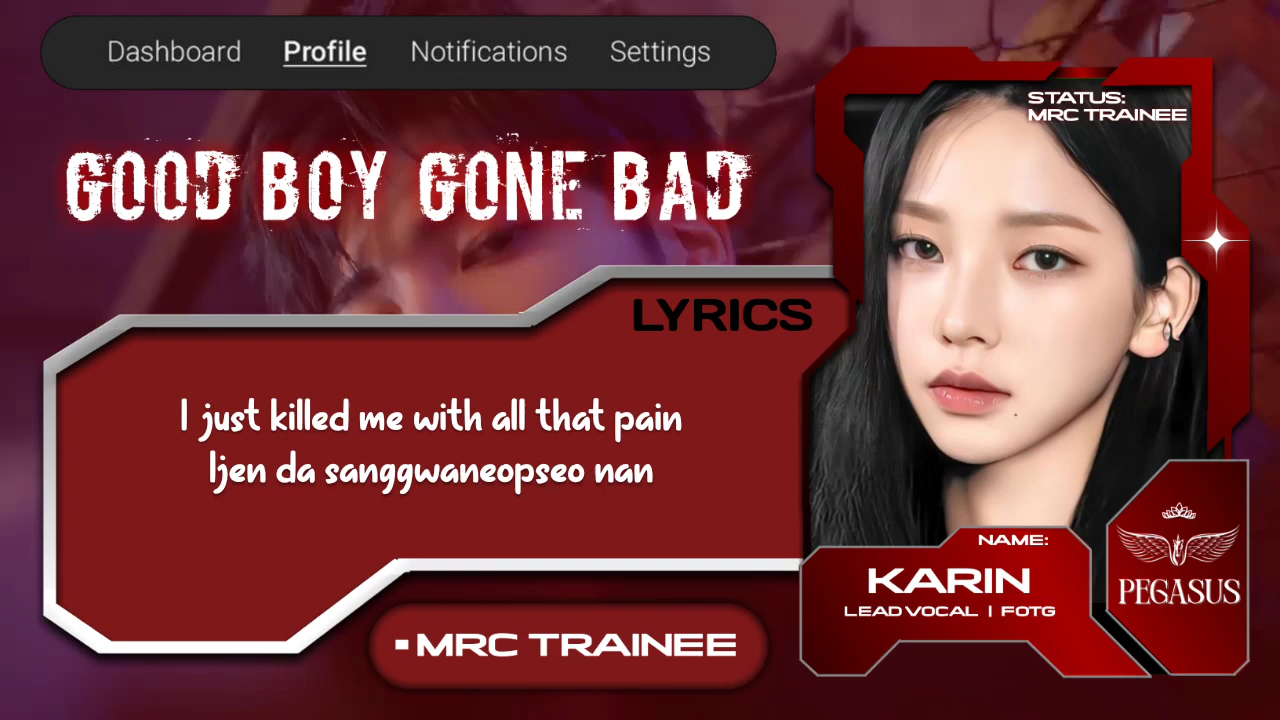 Dashboard Profile Notifications Settings
STATUS:
MRC TRAINEE
GOOD BOY GONE BAD
LYRICS
I just killed me with all that pain
Ijen da sanggwaneopseo nan
NAME:
KARIN
LEAD VOCAL | FOTG
PEGASUS
MRC TRAINEE